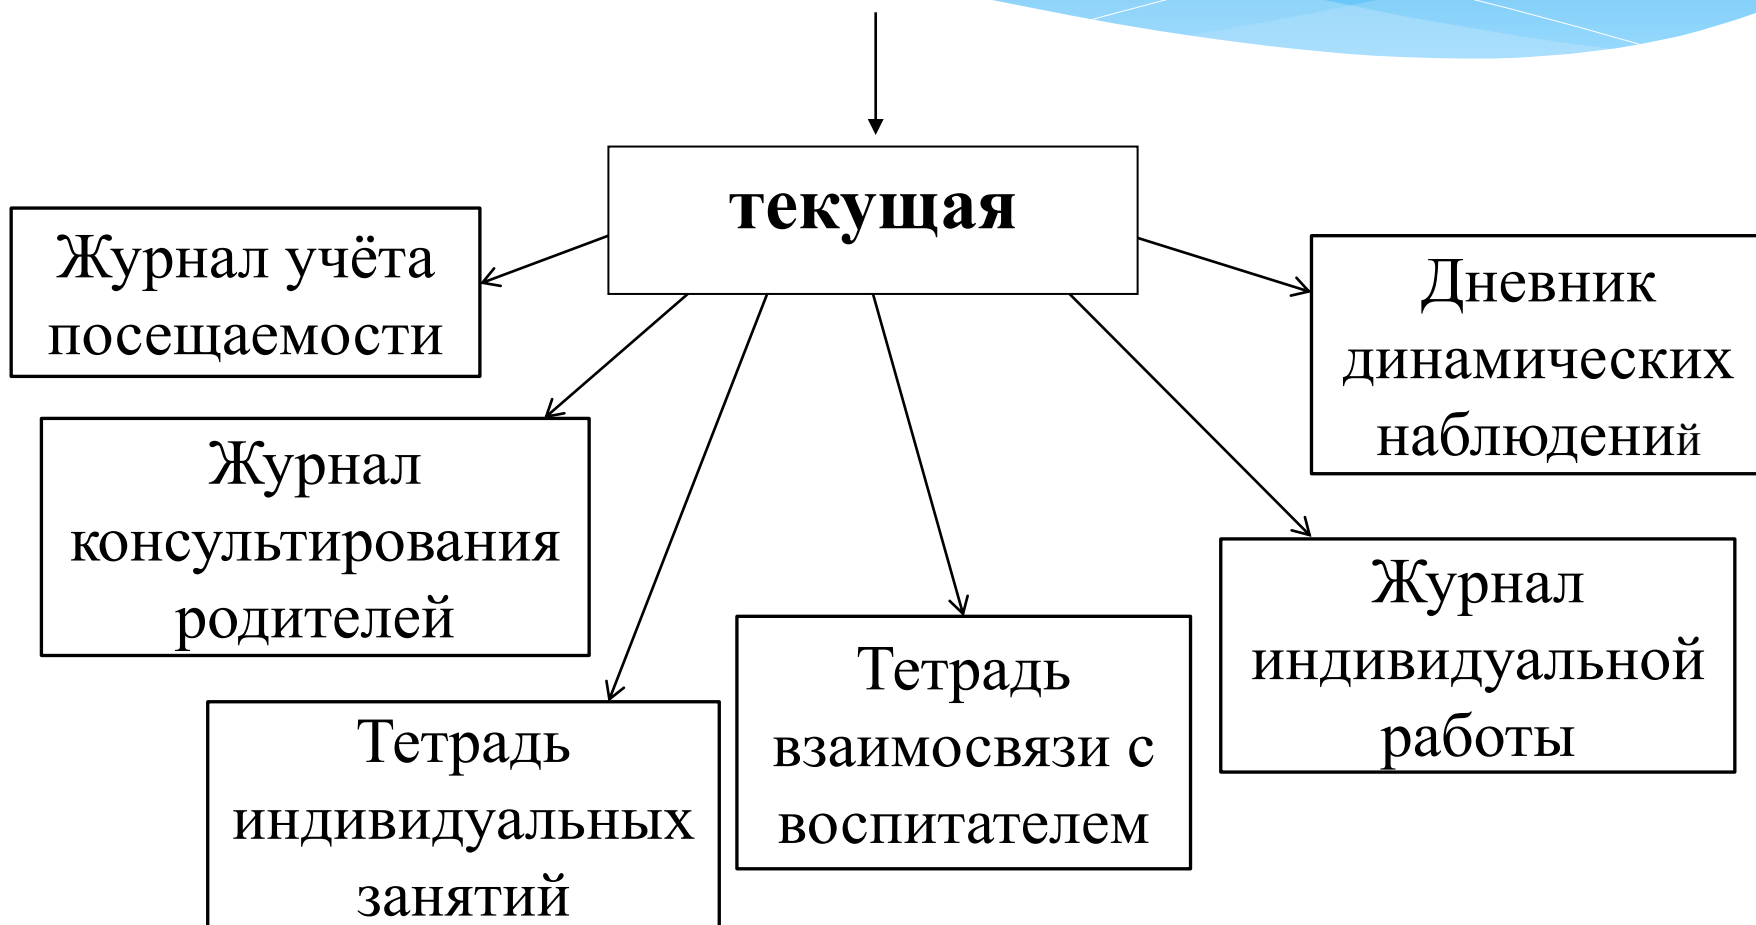 текущая
Журнал учёта
посещаемости
Дневник
динамических
наблюдений
Журнал
консультирования
родителей
Журнал
индивидуальной
работы
Тетрадь
взаимосвязи с
воспитателем
Тетрадь
индивидуальных
занятий